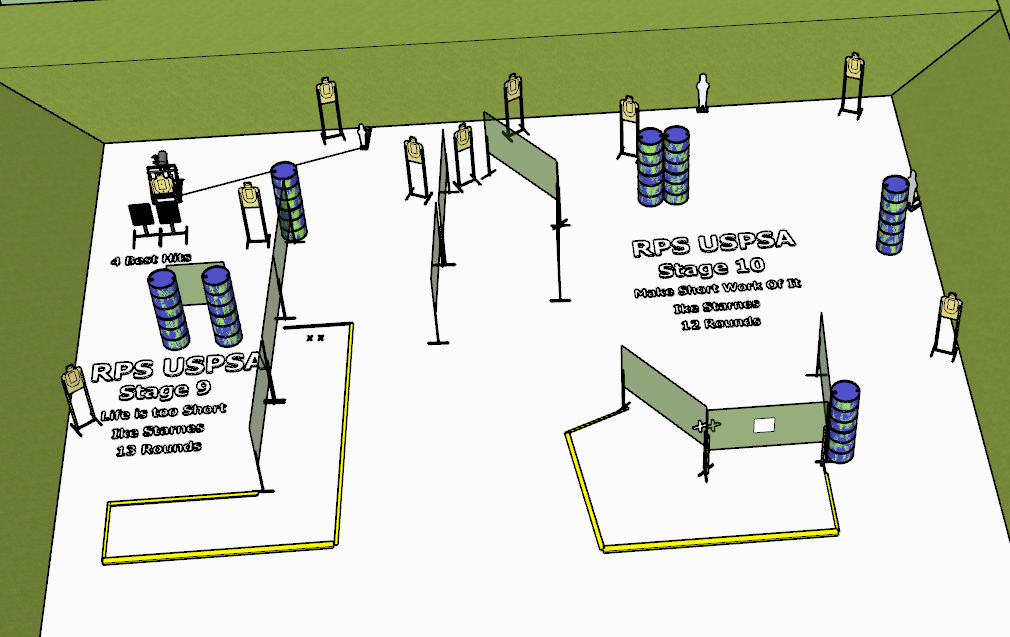 4 Best Hits
RPS USPSA
Stage 9
Life is too Short
Ike Starnes
13 Rounds
x x
RPS USPSA
Stage 10
Make Short Work Of It
Ike Starnes
12 Rounds